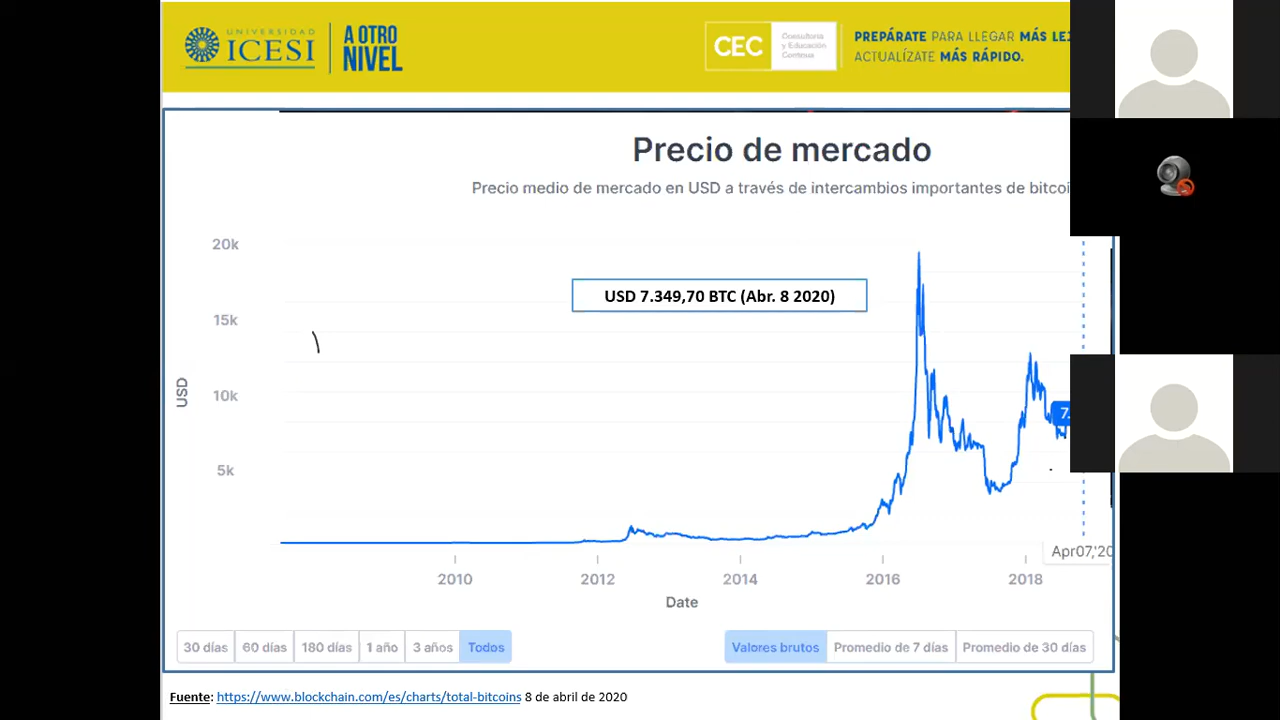 UNIVERSIDAD
ICESI
A OTRO
NIVEL
CEC
Consultoría
y Educación
Continua
PREPÁRATE PARA LLEGAR MÁS
ACTUALÍZATE MÁS RÁPIDO.
Precio de mercado
Precio medio de mercado en USD a través de intercambios importantes de
USD 7.349,70 BTC (Abr. 8 2020)
20k
15k
10k
5k
USD
7.
2010
2012
2014
2016
2018
Apr07,'20
Date
30 días
60 días
180 días
1 año
3 años
Todos
Valores brutos
Promedio de 7 días
Promedio de 30 días
Fuente: https://www.blockchain.com/es/charts/total-bitcoins 8 de abril de 2020